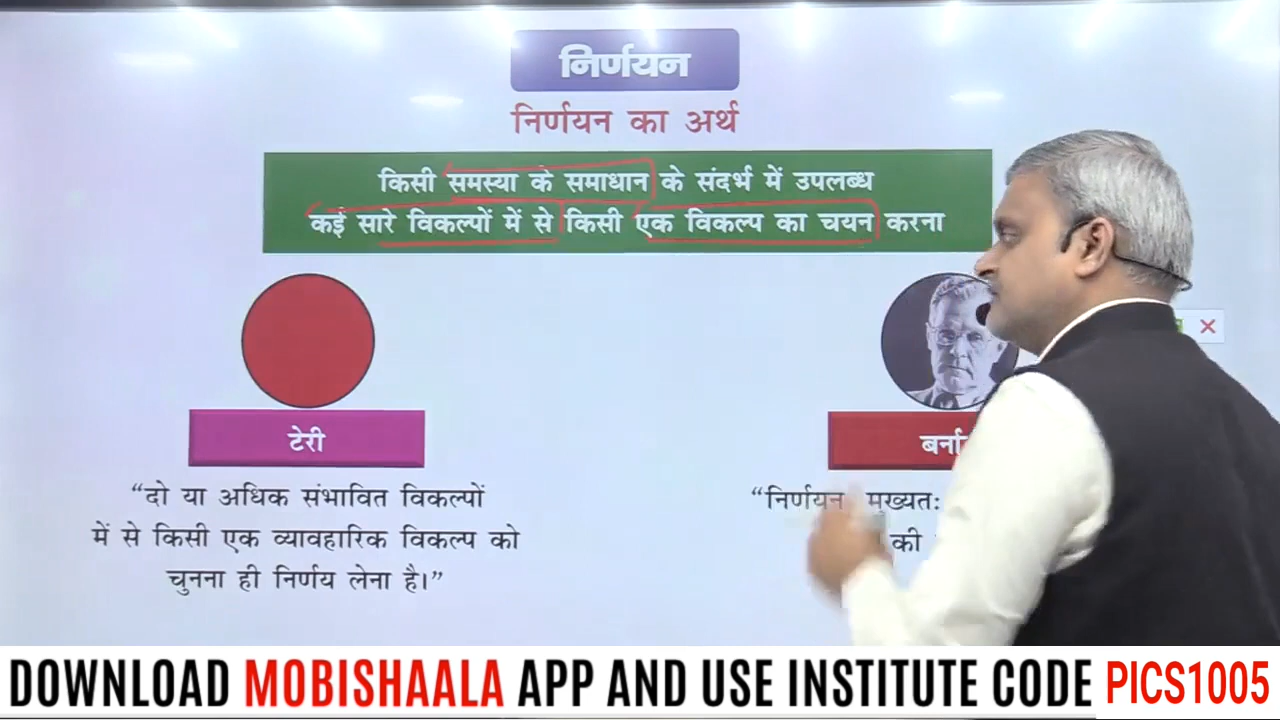 निर्णयन
निर्णयन का अर्थ
किसी समस्या के समाधान के संदर्भ में उपलब्ध
कई सारे विकल्पों में से किसी एक विकल्प का चयन करना
टेरी
“दो या अधिक संभावित विकल्पों
में से किसी एक व्यावहारिक विकल्प को
चुनना ही निर्णय लेना है।”
“निर्णयन मुख्यतः
की
DOWNLOAD MOBISHAALA APP AND USE INSTITUTE CODE PICS1005